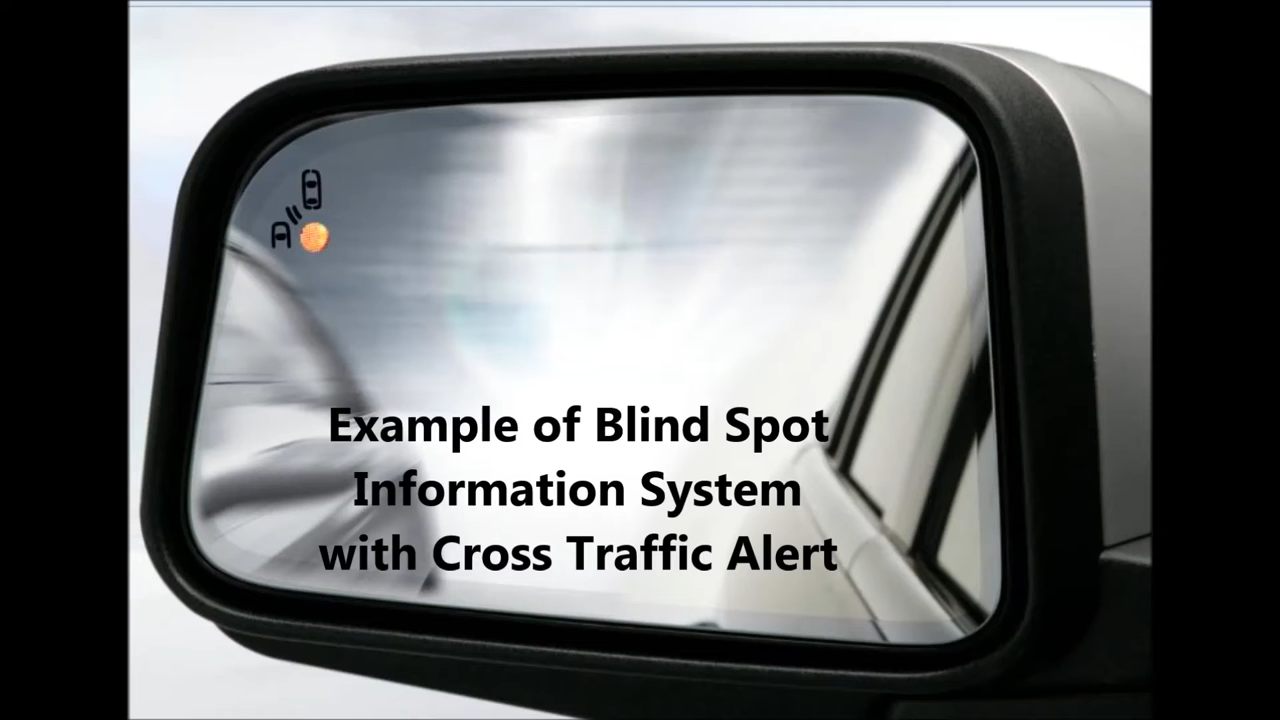 Example of Blind Spot
Information System
with Cross Traffic Alert